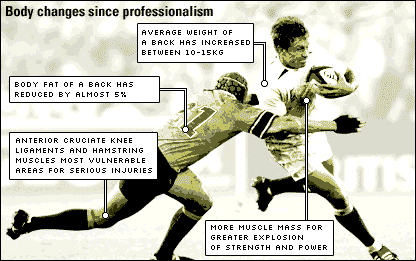 Body changes since professionalism
AVERAGE WEIGHT OF
A BACK HAS INCREASED
BETWEEN 10-15KG
BODY FAT OF A BACK HAS
REDUCED BY ALMOST 5%
ANTERIOR CRUCIATE KNEE
LIGAMENTS AND HAMSTRING
MUSCLES MOST VULNERABLE
AREAS FOR SERIOUS INJURIES
MORE MUSCLE MASS FOR
GREATER EXPLOSION
OF STRENGTH AND POWER